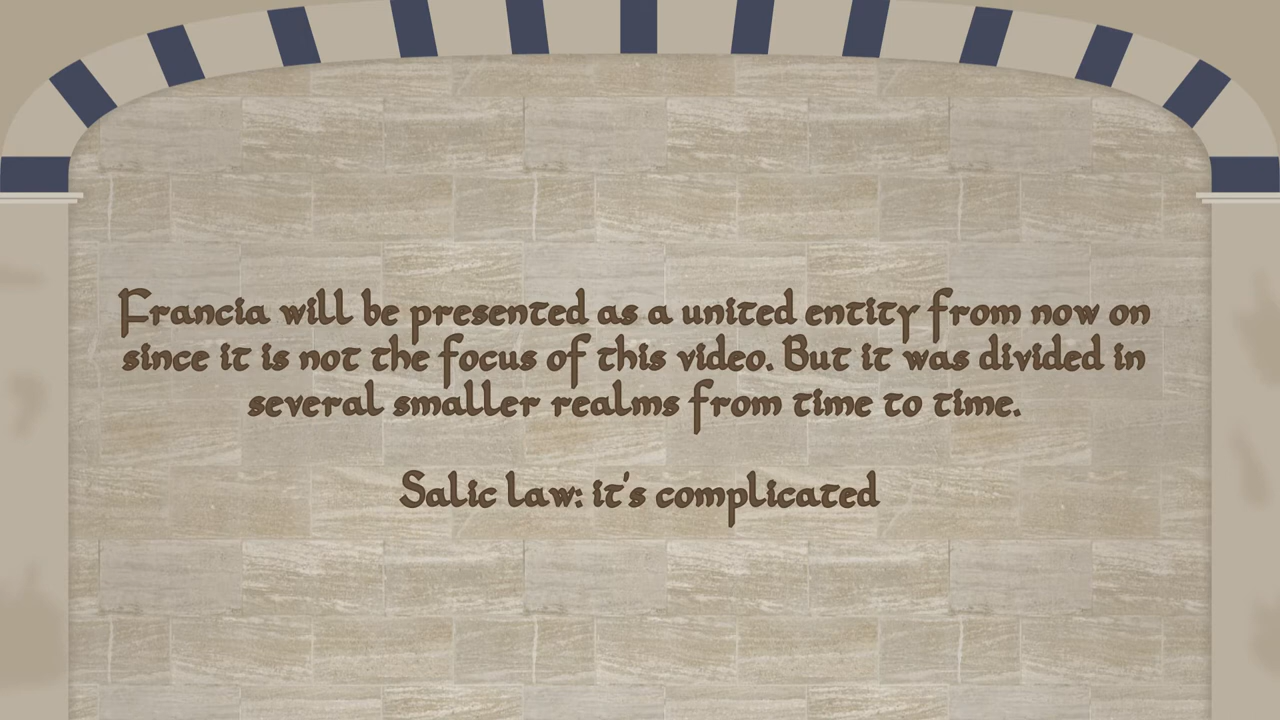 Francia will be presented as a united entity from now on
since it is not the focus of this video. But it was divided in
several smaller realms from time to time.
Salic law: it's complicated